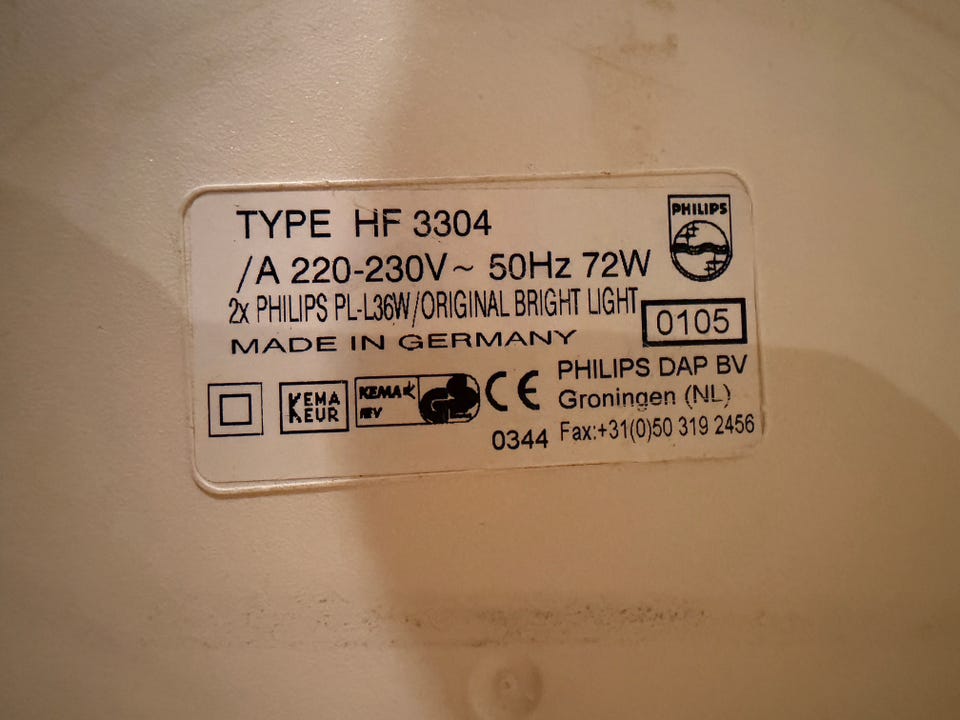 TYPE HF 3304
PHILIPS
/A 220-230V~ 50Hz 72W
2x PHILIPS PL-L36W/ORIGINAL BRIGHT LIGHT
0105
MADE IN GERMANY
KEMA
KEUR
KEMA
PHILIPS DAP BV
Groningen (NL)
Fax:+31(0)50 319 2456
CE
0344